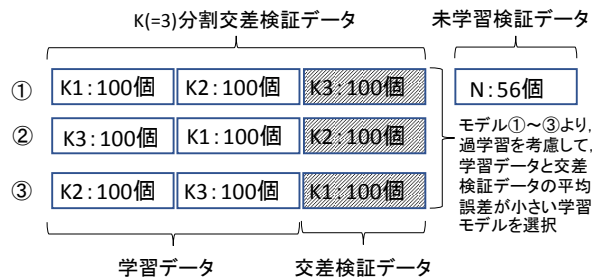 K(=3)分割交差検証データ
未学習検証データ
① K1:100個 K2:100個 K3:100個 N:56個
② K3:100個 K1:100個 K2:100個
③ K2:100個 K3:100個 K1:100個
モデル①~③より,
過学習を考慮して,
学習データと交差
検証データの平均
誤差が小さい学習
モデルを選択
学習データ
交差検証データ